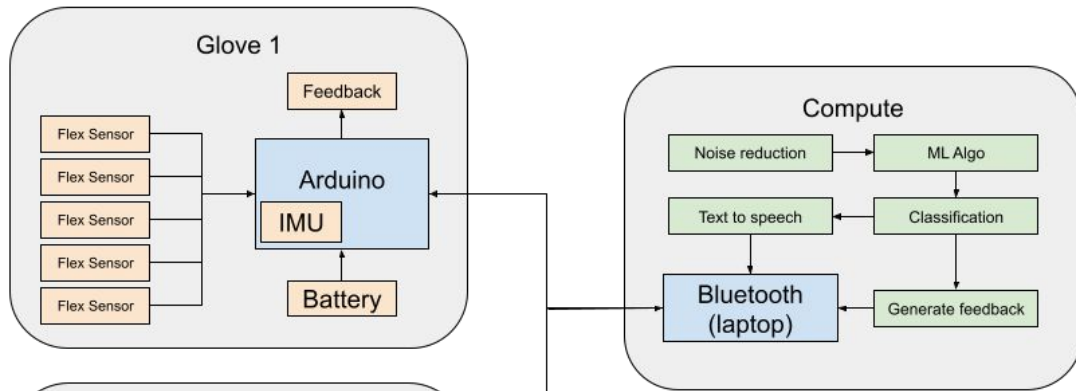 Glove 1
Feedback
Flex Sensor
Flex Sensor
Flex Sensor
Flex Sensor
Flex Sensor
Arduino
IMU
Battery
Compute
Noise reduction
ML Algo
Text to speech
Classification
Bluetooth
(laptop)
Generate feedback